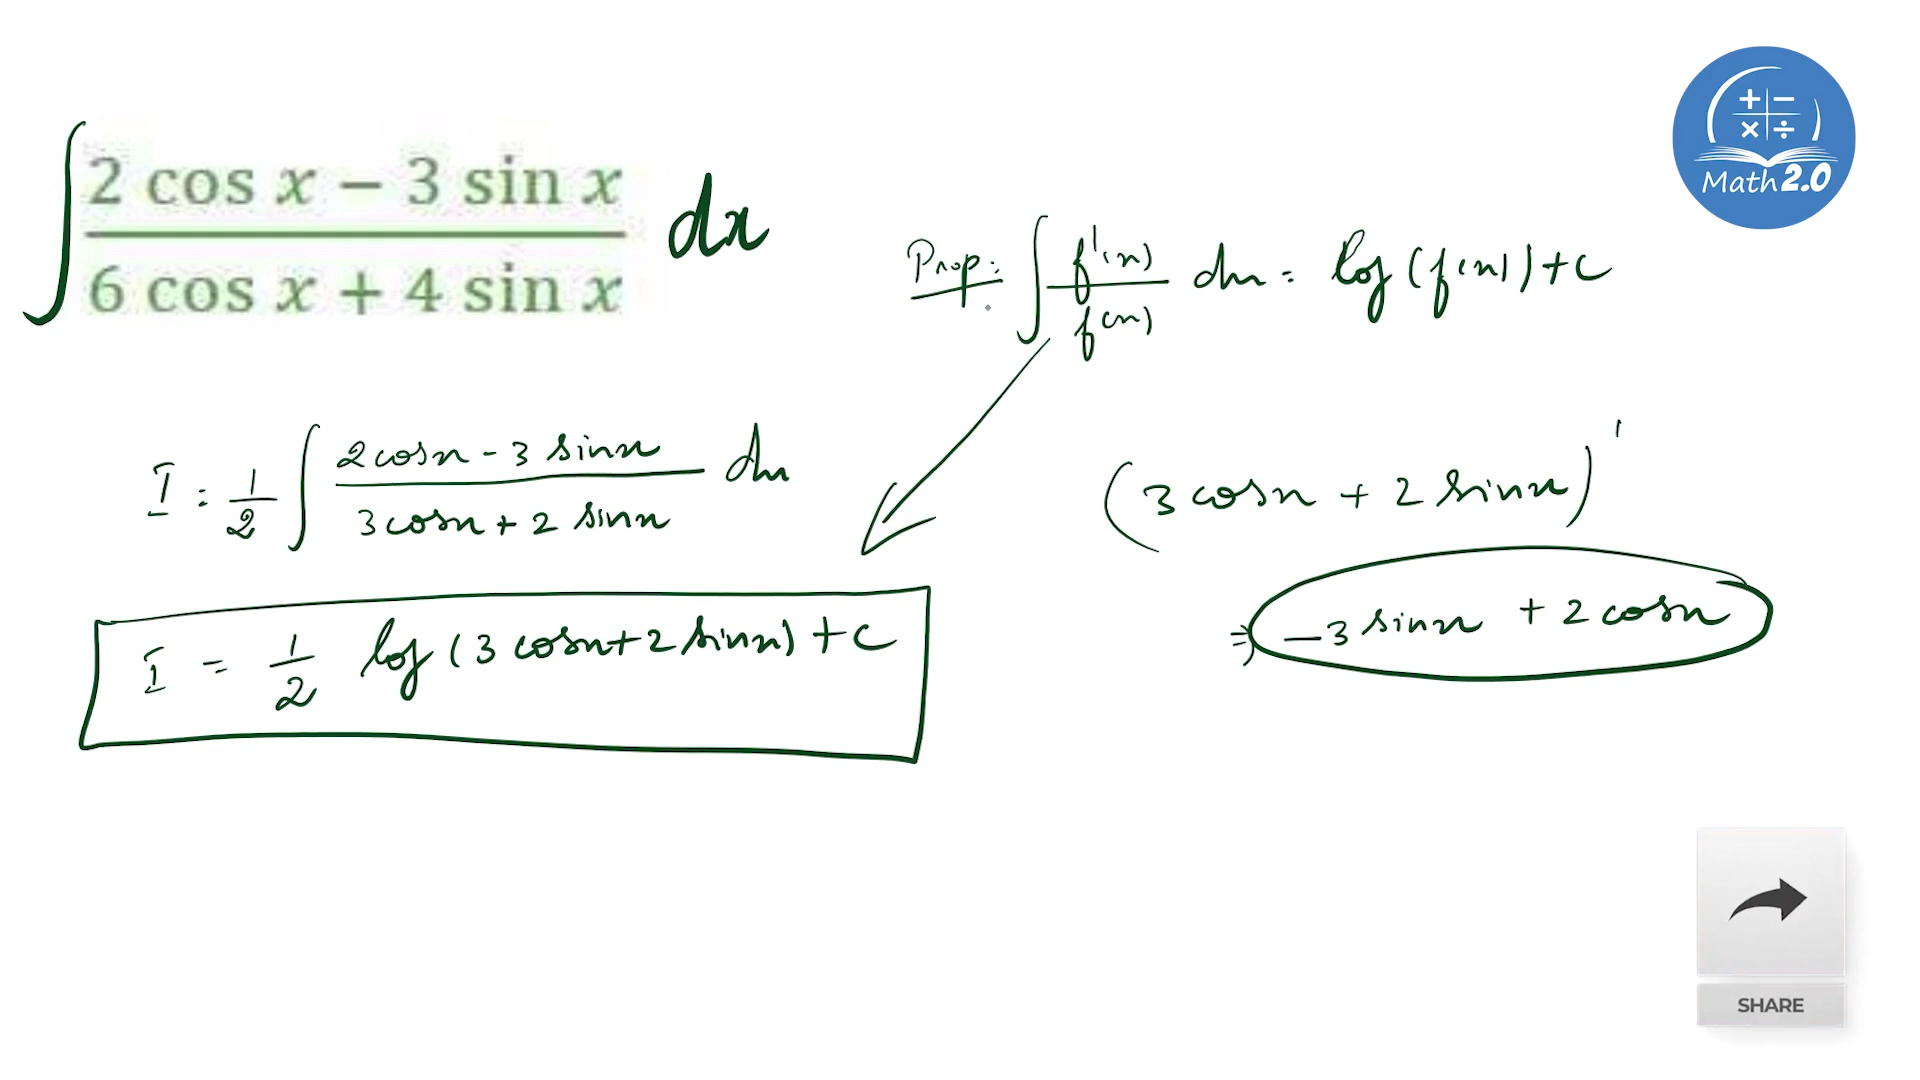 ∫ (2 cos x − 3 sin x)/(6 cos x + 4 sin x) dx
+ − × ÷
Math 2.0
Prop: ∫ f'(x)/f(x) dx = log (f(x)) + c
I = 1/2 ∫ (2 cos x − 3 sin x)/(3 cos x + 2 sin x) dx
(3 cos x + 2 sin x)'
⇒ −3 sin x + 2 cos x
I = 1/2 log (3 cos x + 2 sin x) + c
SHARE